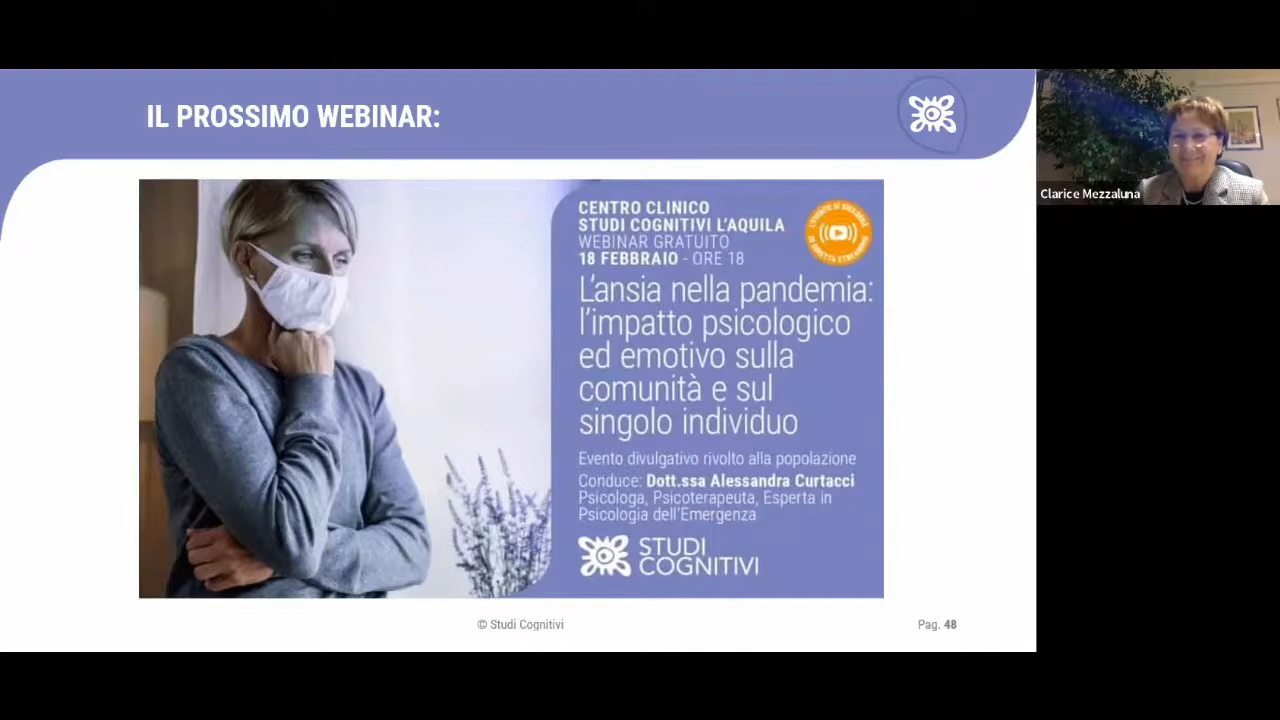 IL PROSSIMO WEBINAR:
Clarice Mezzaluna
CENTRO CLINICO
STUDI COGNITIVI L'AQUILA
WEBINAR GRATUITO
18 FEBBRAIO - ORE 18
L'ansia nella pandemia:
l'impatto psicologico
ed emotivo sulla
comunità e sul
singolo individuo
Evento divulgativo rivolto alla popolazione
Conduce: Dott.ssa Alessandra Curtacci
Psicologa, Psicoterapeuta, Esperta in
Psicologia dell'Emergenza
STUDI
COGNITIVI
© Studi Cognitivi
Pag. 48